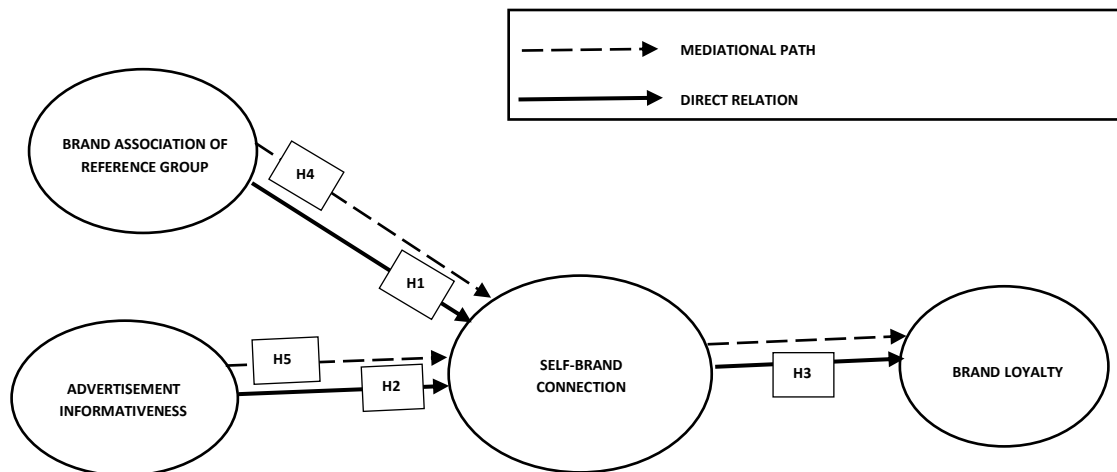 MEDIATIONAL PATH
DIRECT RELATION
BRAND ASSOCIATION OF
REFERENCE GROUP
H4
H1
H5
H2
ADVERTISEMENT
INFORMATIVENESS
SELF-BRAND
CONNECTION
H3
BRAND LOYALTY